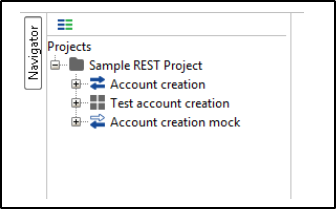 Navigator
Projects
Sample REST Project
Account creation
Test account creation
Account creation mock